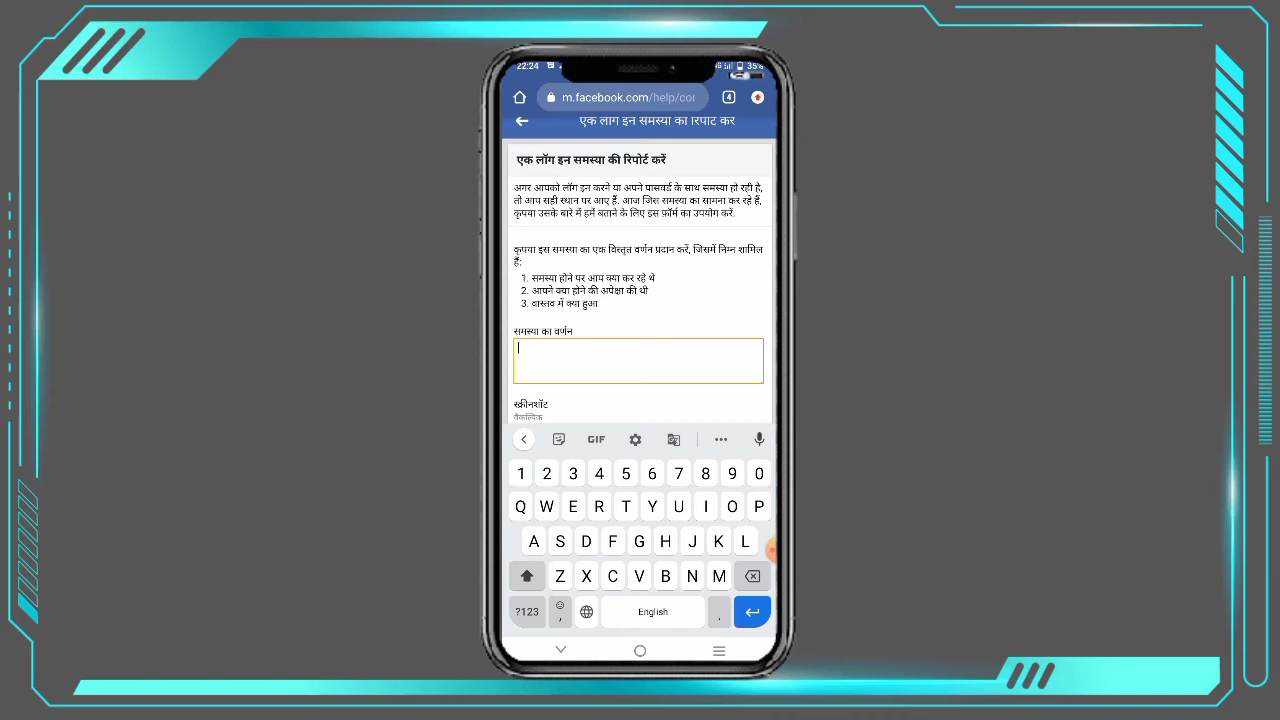 22:24
35%
m.facebook.com/help/cor
4
एक लॉग इन समस्या की रिपोर्ट करें
एक लॉग इन समस्या की रिपोर्ट करें
अगर आपको लॉग इन करने या अपने पासवर्ड के साथ समस्या हो रही है,
तो आप सही स्थान पर आए हैं. आज जिस समस्या का सामना कर रहे हैं,
कृपया उसके बारे में हमें बताने के लिए इस फ़ॉर्म का उपयोग करें.
कृपया इस समस्या का एक विस्तृत वर्णन प्रदान करें, जिसमें निम्न शामिल
हैं:
1. समस्या होने पर आप क्या कर रहे थे
2. आपने क्या होने की अपेक्षा की थी
3. वास्तव में क्या हुआ
समस्या का वर्णन
स्क्रीनशॉट
वैकल्पिक
GIF
1 2 3 4 5 6 7 8 9 0
Q W E R T Y U I O P
A S D F G H J K L
Z X C V B N M
?123 , English .